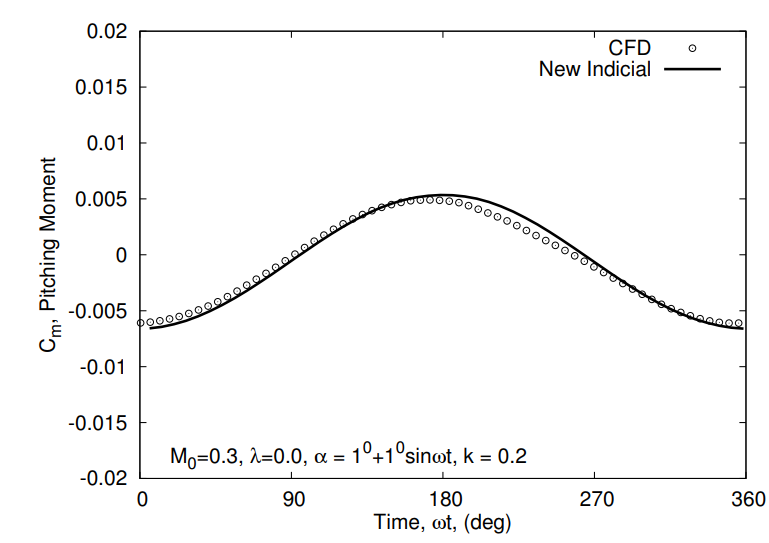 0.02
CFD
New Indicial
0.015
0.01
0.005
0
-0.005
-0.01
-0.015
-0.02
Cm, Pitching Moment
M0=0.3, λ=0.0, α = 1⁰+1⁰sinωt, k = 0.2
0 90 180 270 360
Time, ωt, (deg)